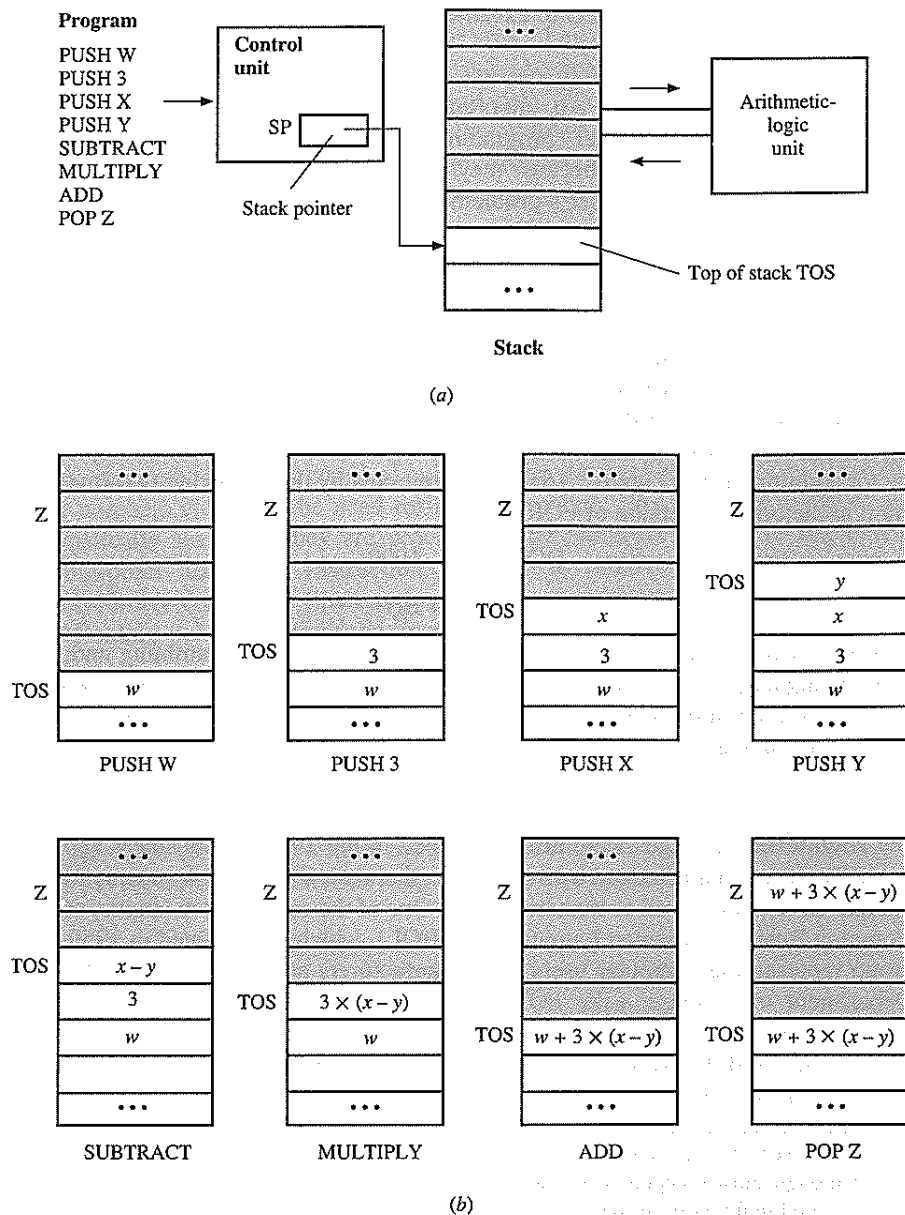 Program
PUSH W
PUSH 3
PUSH X
PUSH Y
SUBTRACT
MULTIPLY
ADD
POP Z
Control
unit
SP
Stack pointer
•••
•••
Stack
Arithmetic-
logic
unit
Top of stack TOS
(a)
•••
Z
TOS
w
•••
PUSH W
•••
Z
TOS
3
w
•••
PUSH 3
•••
Z
TOS
x
3
w
•••
PUSH X
•••
Z
TOS
y
x
3
w
•••
PUSH Y
•••
Z
TOS
x – y
3
w
•••
SUBTRACT
•••
Z
TOS
3 × (x – y)
w
•••
MULTIPLY
•••
Z
TOS
w + 3 × (x – y)
•••
ADD
Z
w + 3 × (x – y)
TOS
w + 3 × (x – y)
•••
POP Z
(b)